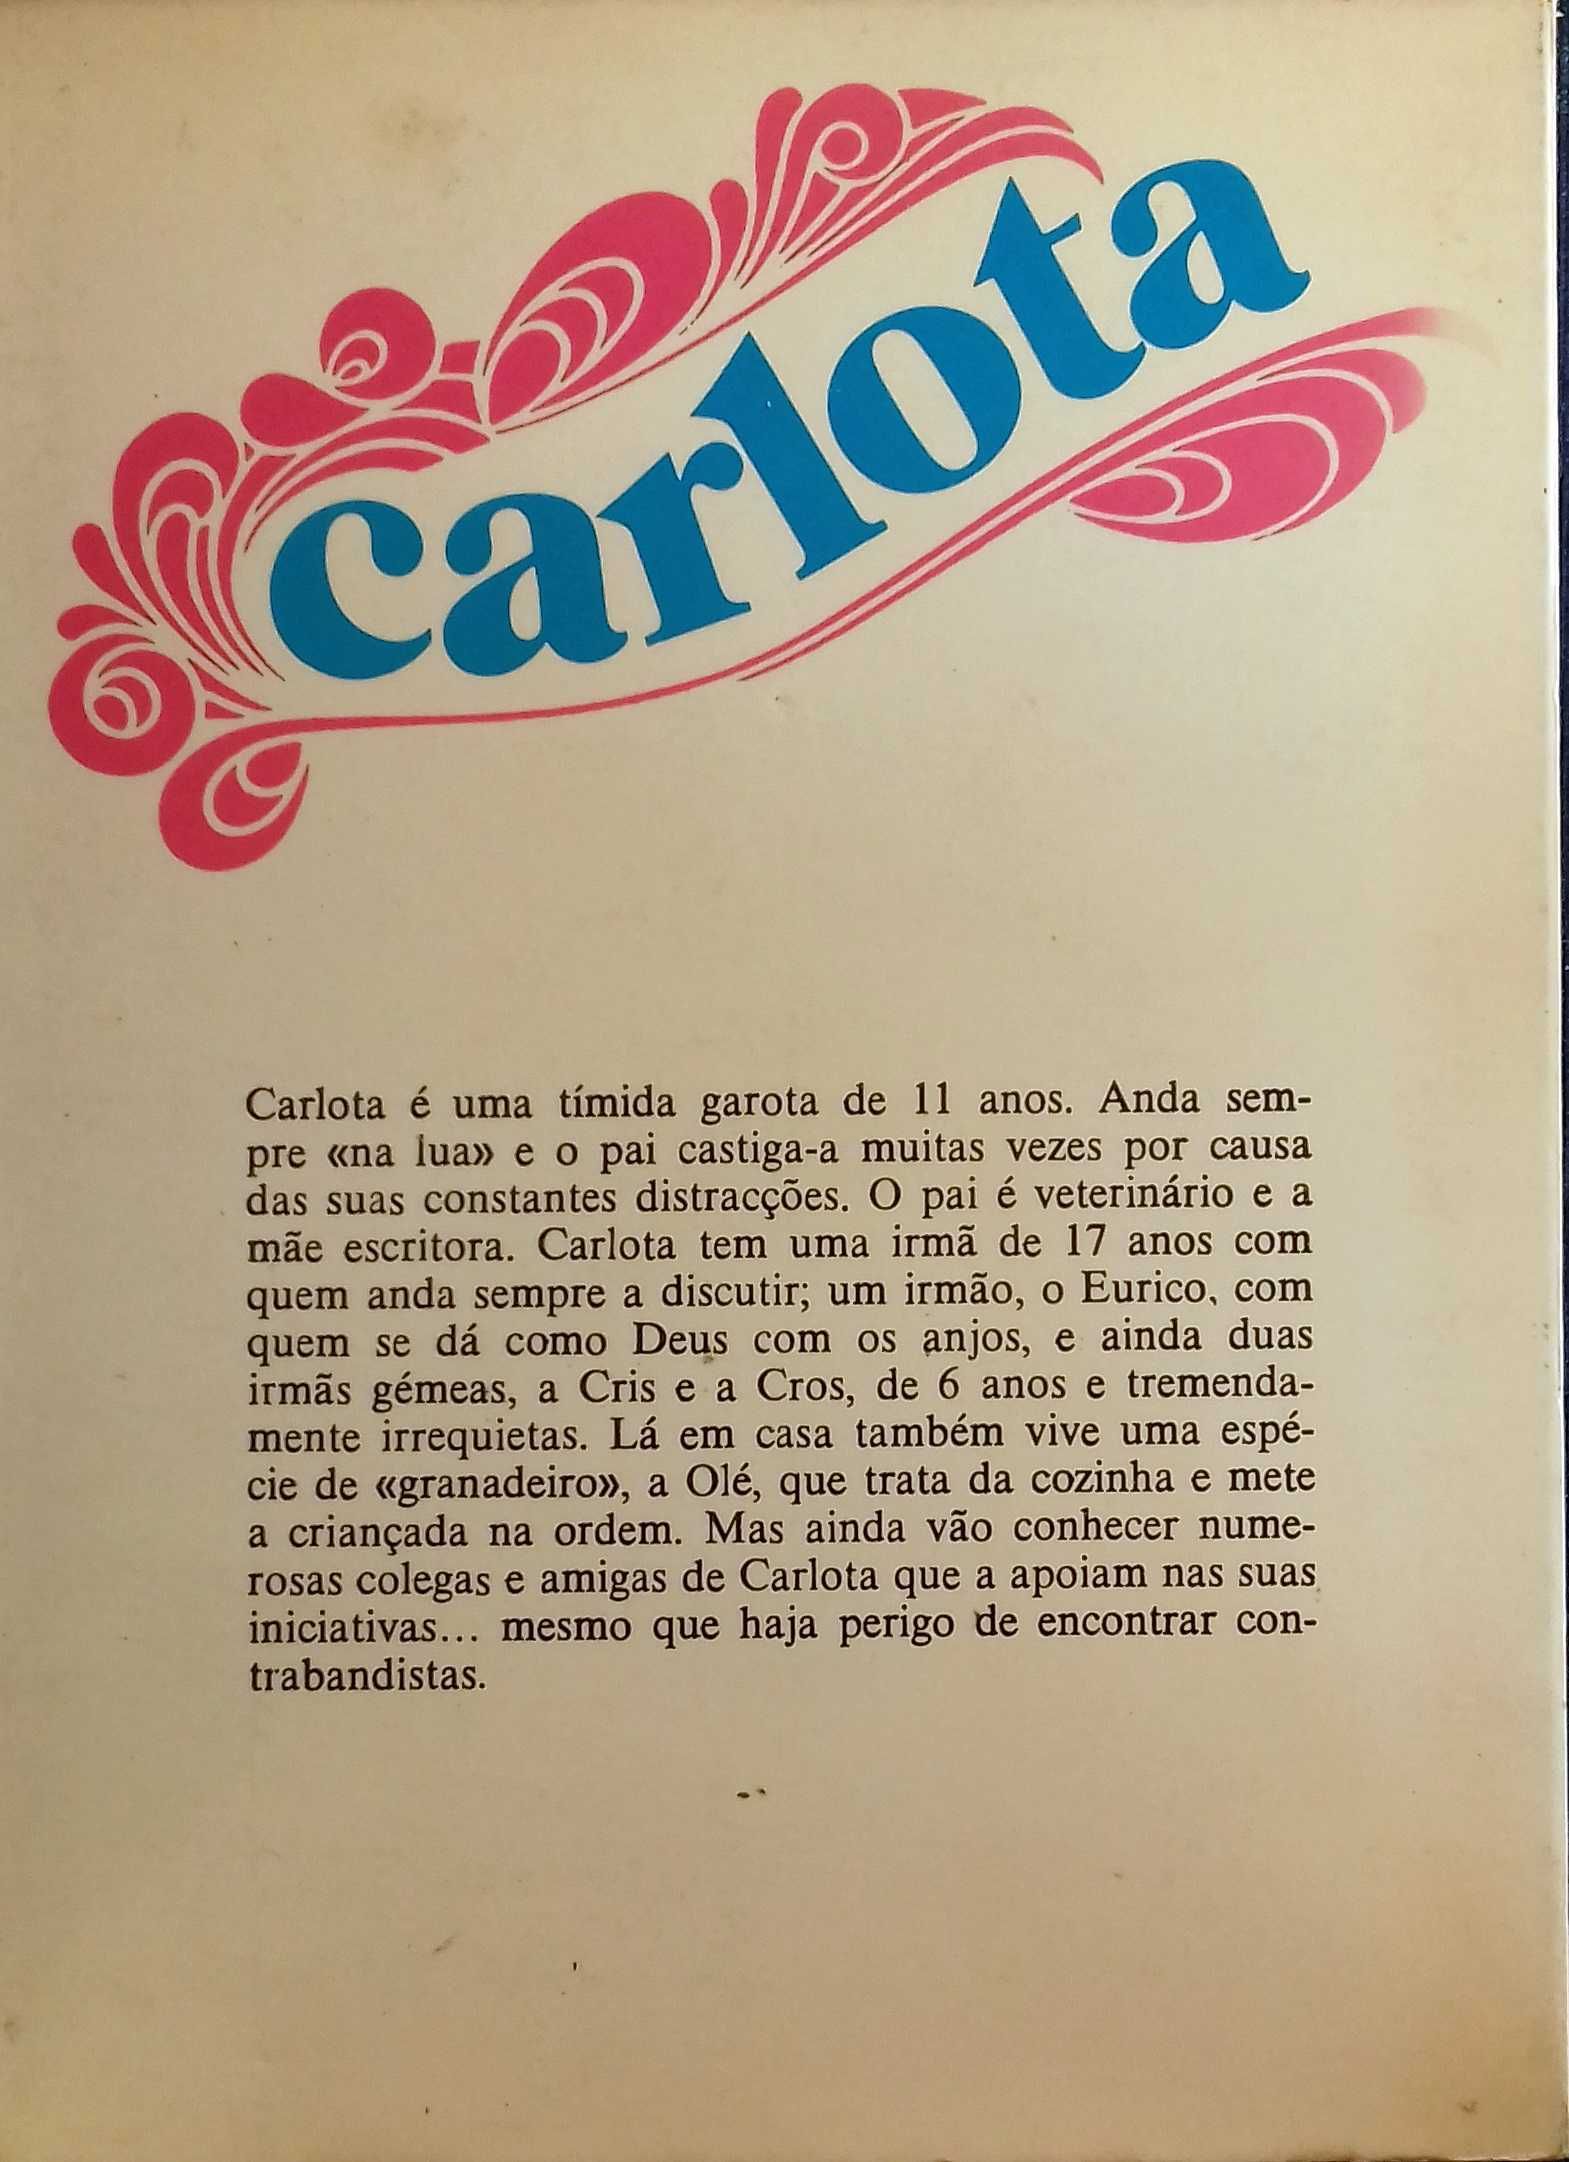 carlota
Carlota é uma tímida garota de 11 anos. Anda sem-
pre «na lua» e o pai castiga-a muitas vezes por causa
das suas constantes distracções. O pai é veterinário e a
mãe escritora. Carlota tem uma irmã de 17 anos com
quem anda sempre a discutir; um irmão, o Eurico, com
quem se dá como Deus com os anjos, e ainda duas
irmãs gémeas, a Cris e a Cros, de 6 anos e tremenda-
mente irrequietas. Lá em casa também vive uma espé-
cie de «granadeiro», a Olé, que trata da cozinha e mete
a criançada na ordem. Mas ainda vão conhecer nume-
rosas colegas e amigas de Carlota que a apoiam nas suas
iniciativas... mesmo que haja perigo de encontrar con-
trabandistas.